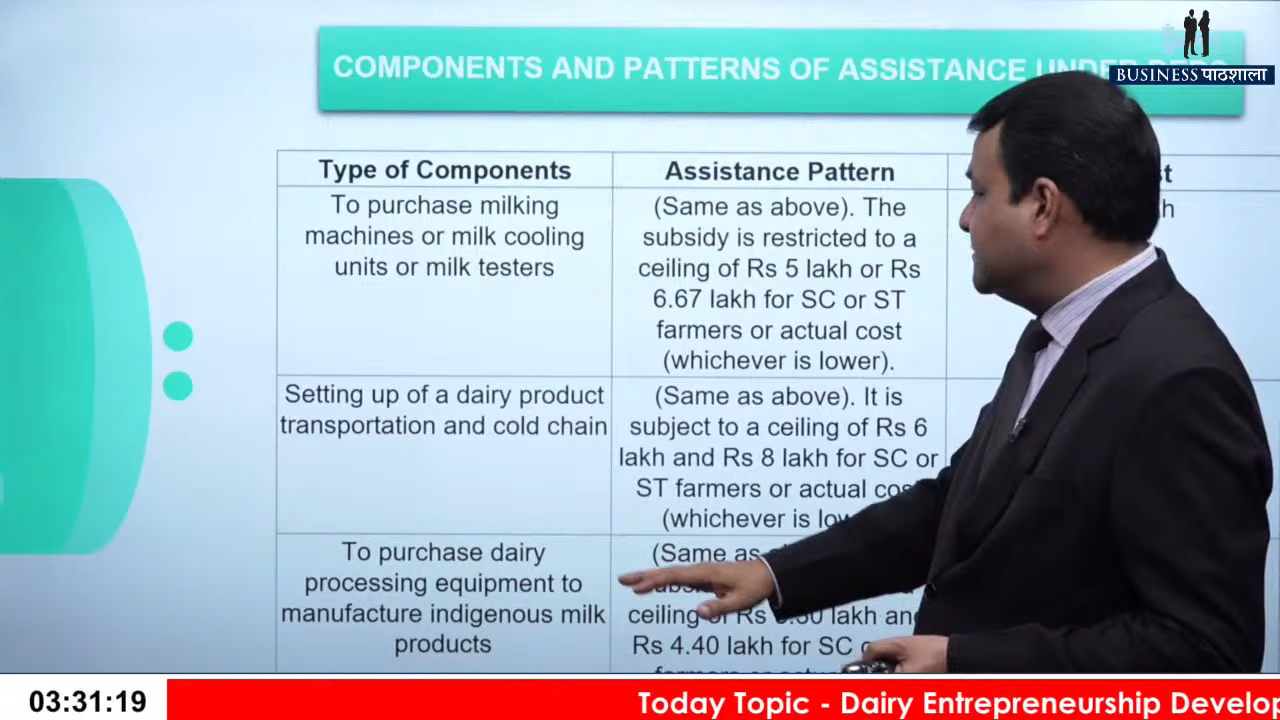 BUSINESS पाठशाला
COMPONENTS AND PATTERNS OF ASSISTANCE UNDER
Type of Components
Assistance Pattern
To purchase milking
machines or milk cooling
units or milk testers
(Same as above). The
subsidy is restricted to a
ceiling of Rs 5 lakh or Rs
6.67 lakh for SC or ST
farmers or actual cost
(whichever is lower).
Setting up of a dairy product
transportation and cold chain
(Same as above). It is
subject to a ceiling of Rs 6
lakh and Rs 8 lakh for SC or
ST farmers or actual
(whichever is
To purchase dairy
processing equipment to
manufacture indigenous milk
products
(Same as
ceiling of Rs lakh and
Rs 4.40 lakh for SC
03:31:19
Today Topic - Dairy Entrepreneurship Develop